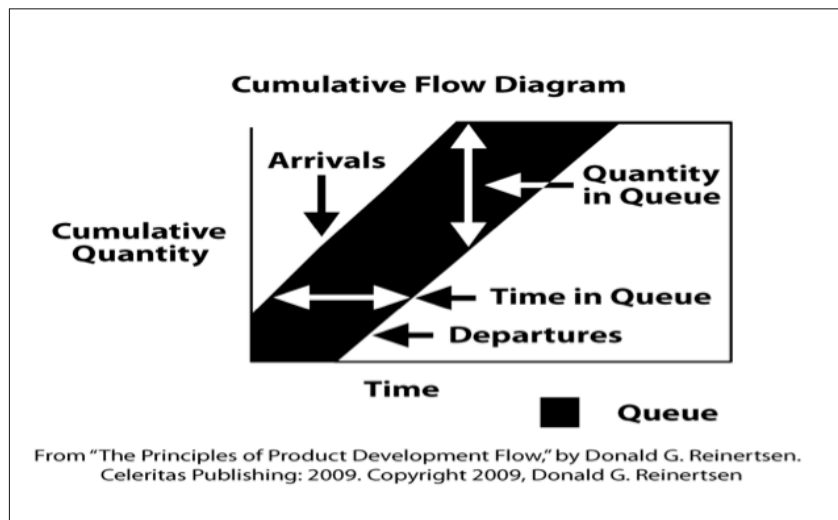 Cumulative Flow Diagram
Arrivals
Quantity
in Queue
Cumulative
Quantity
Time in Queue
Departures
Time
Queue
From “The Principles of Product Development Flow,” by Donald G. Reinertsen.
Celeritas Publishing: 2009. Copyright 2009, Donald G. Reinertsen